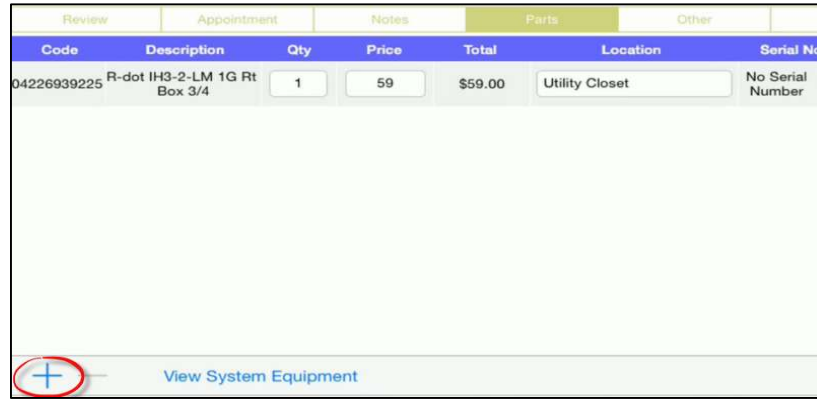 Review Appointment Notes Parts Other
Code Description Qty Price Total Location Serial No
04226939225 R-dot IH3-2-LM 1G Rt Box 3/4 1 59 $59.00 Utility Closet No Serial Number
View System Equipment